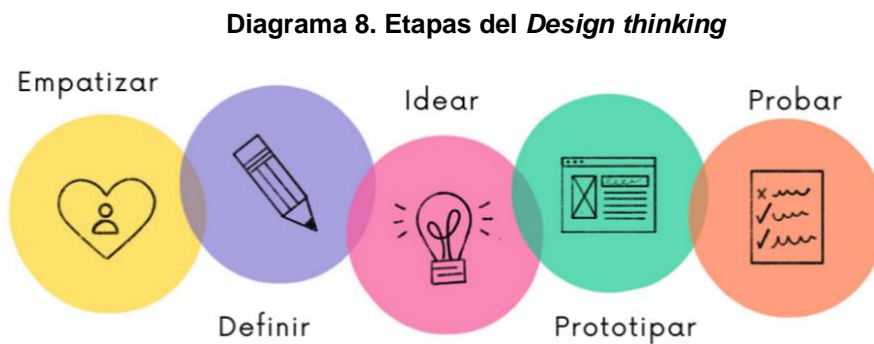 Diagrama 8. Etapas del Design thinking
Empatizar
Definir
Idear
Prototipar
Probar